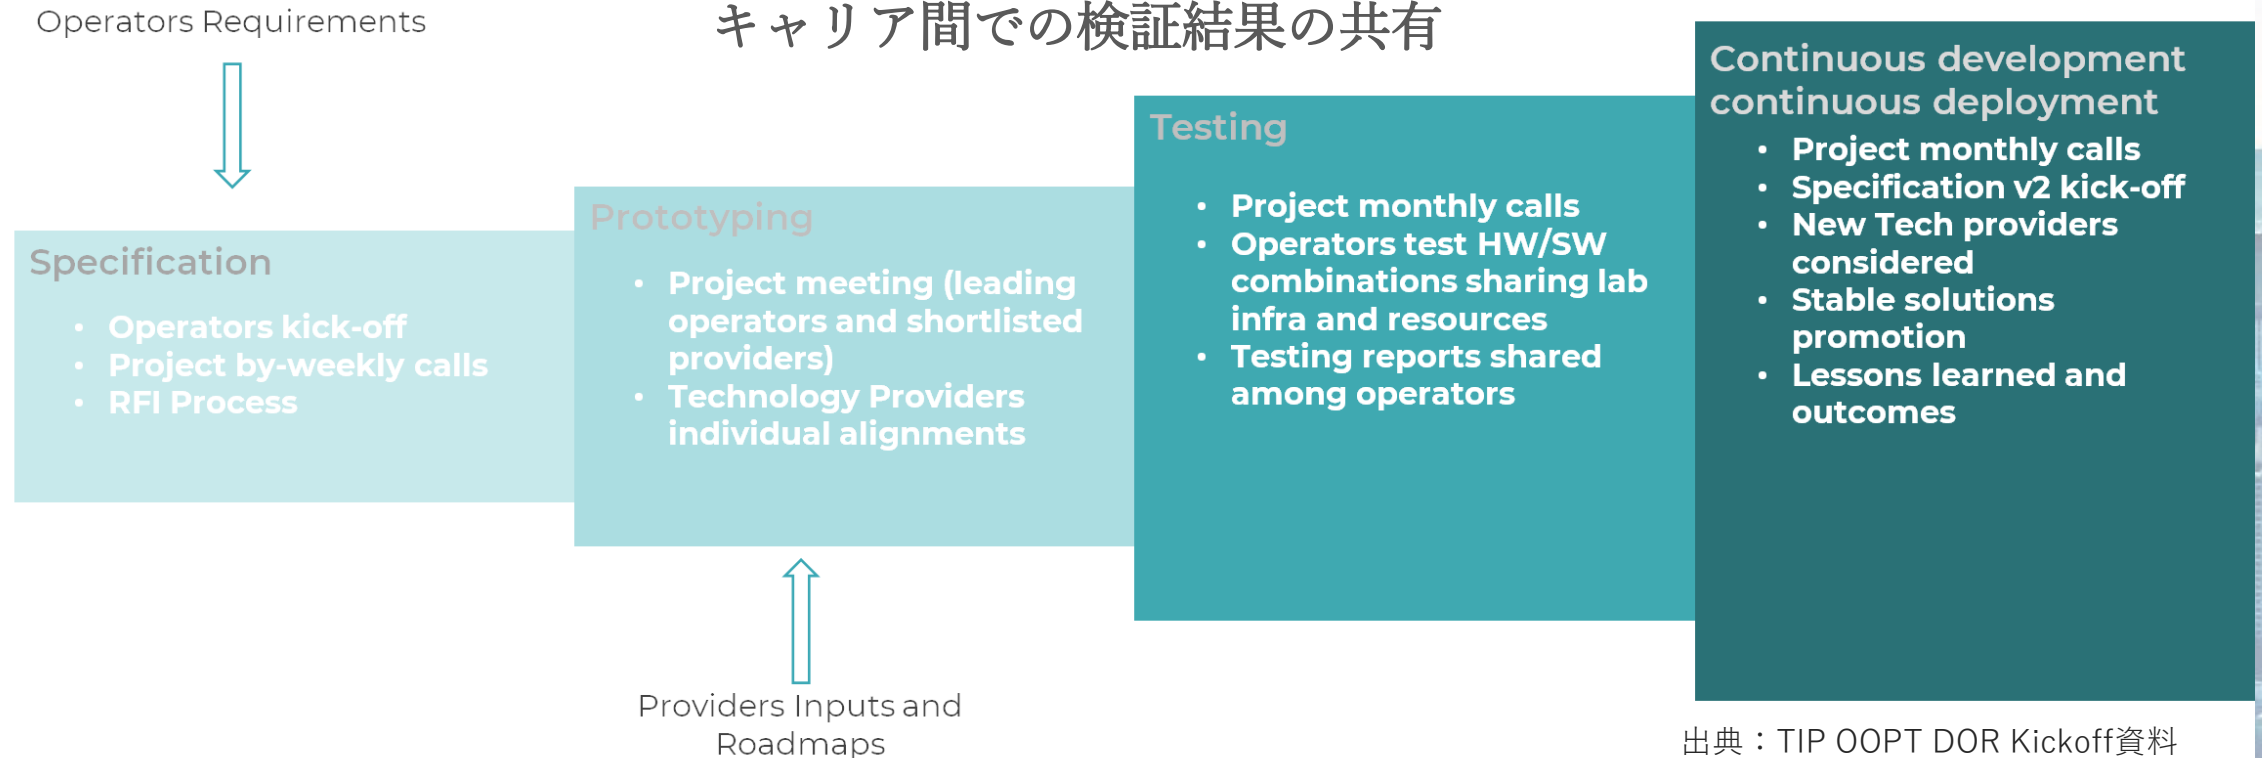 Operators Requirements
キャリア間での検証結果の共有
Specification
• Operators kick-off
• Project by-weekly calls
• RFI Process
Prototyping
• Project meeting (leading
operators and shortlisted
providers)
• Technology Providers
individual alignments
Providers Inputs and
Roadmaps
Testing
• Project monthly calls
• Operators test HW/SW
combinations sharing lab
infra and resources
• Testing reports shared
among operators
Continuous development
continuous deployment
• Project monthly calls
• Specification v2 kick-off
• New Tech providers
considered
• Stable solutions
promotion
• Lessons learned and
outcomes
出典：TIP OOPT DOR Kickoff資料